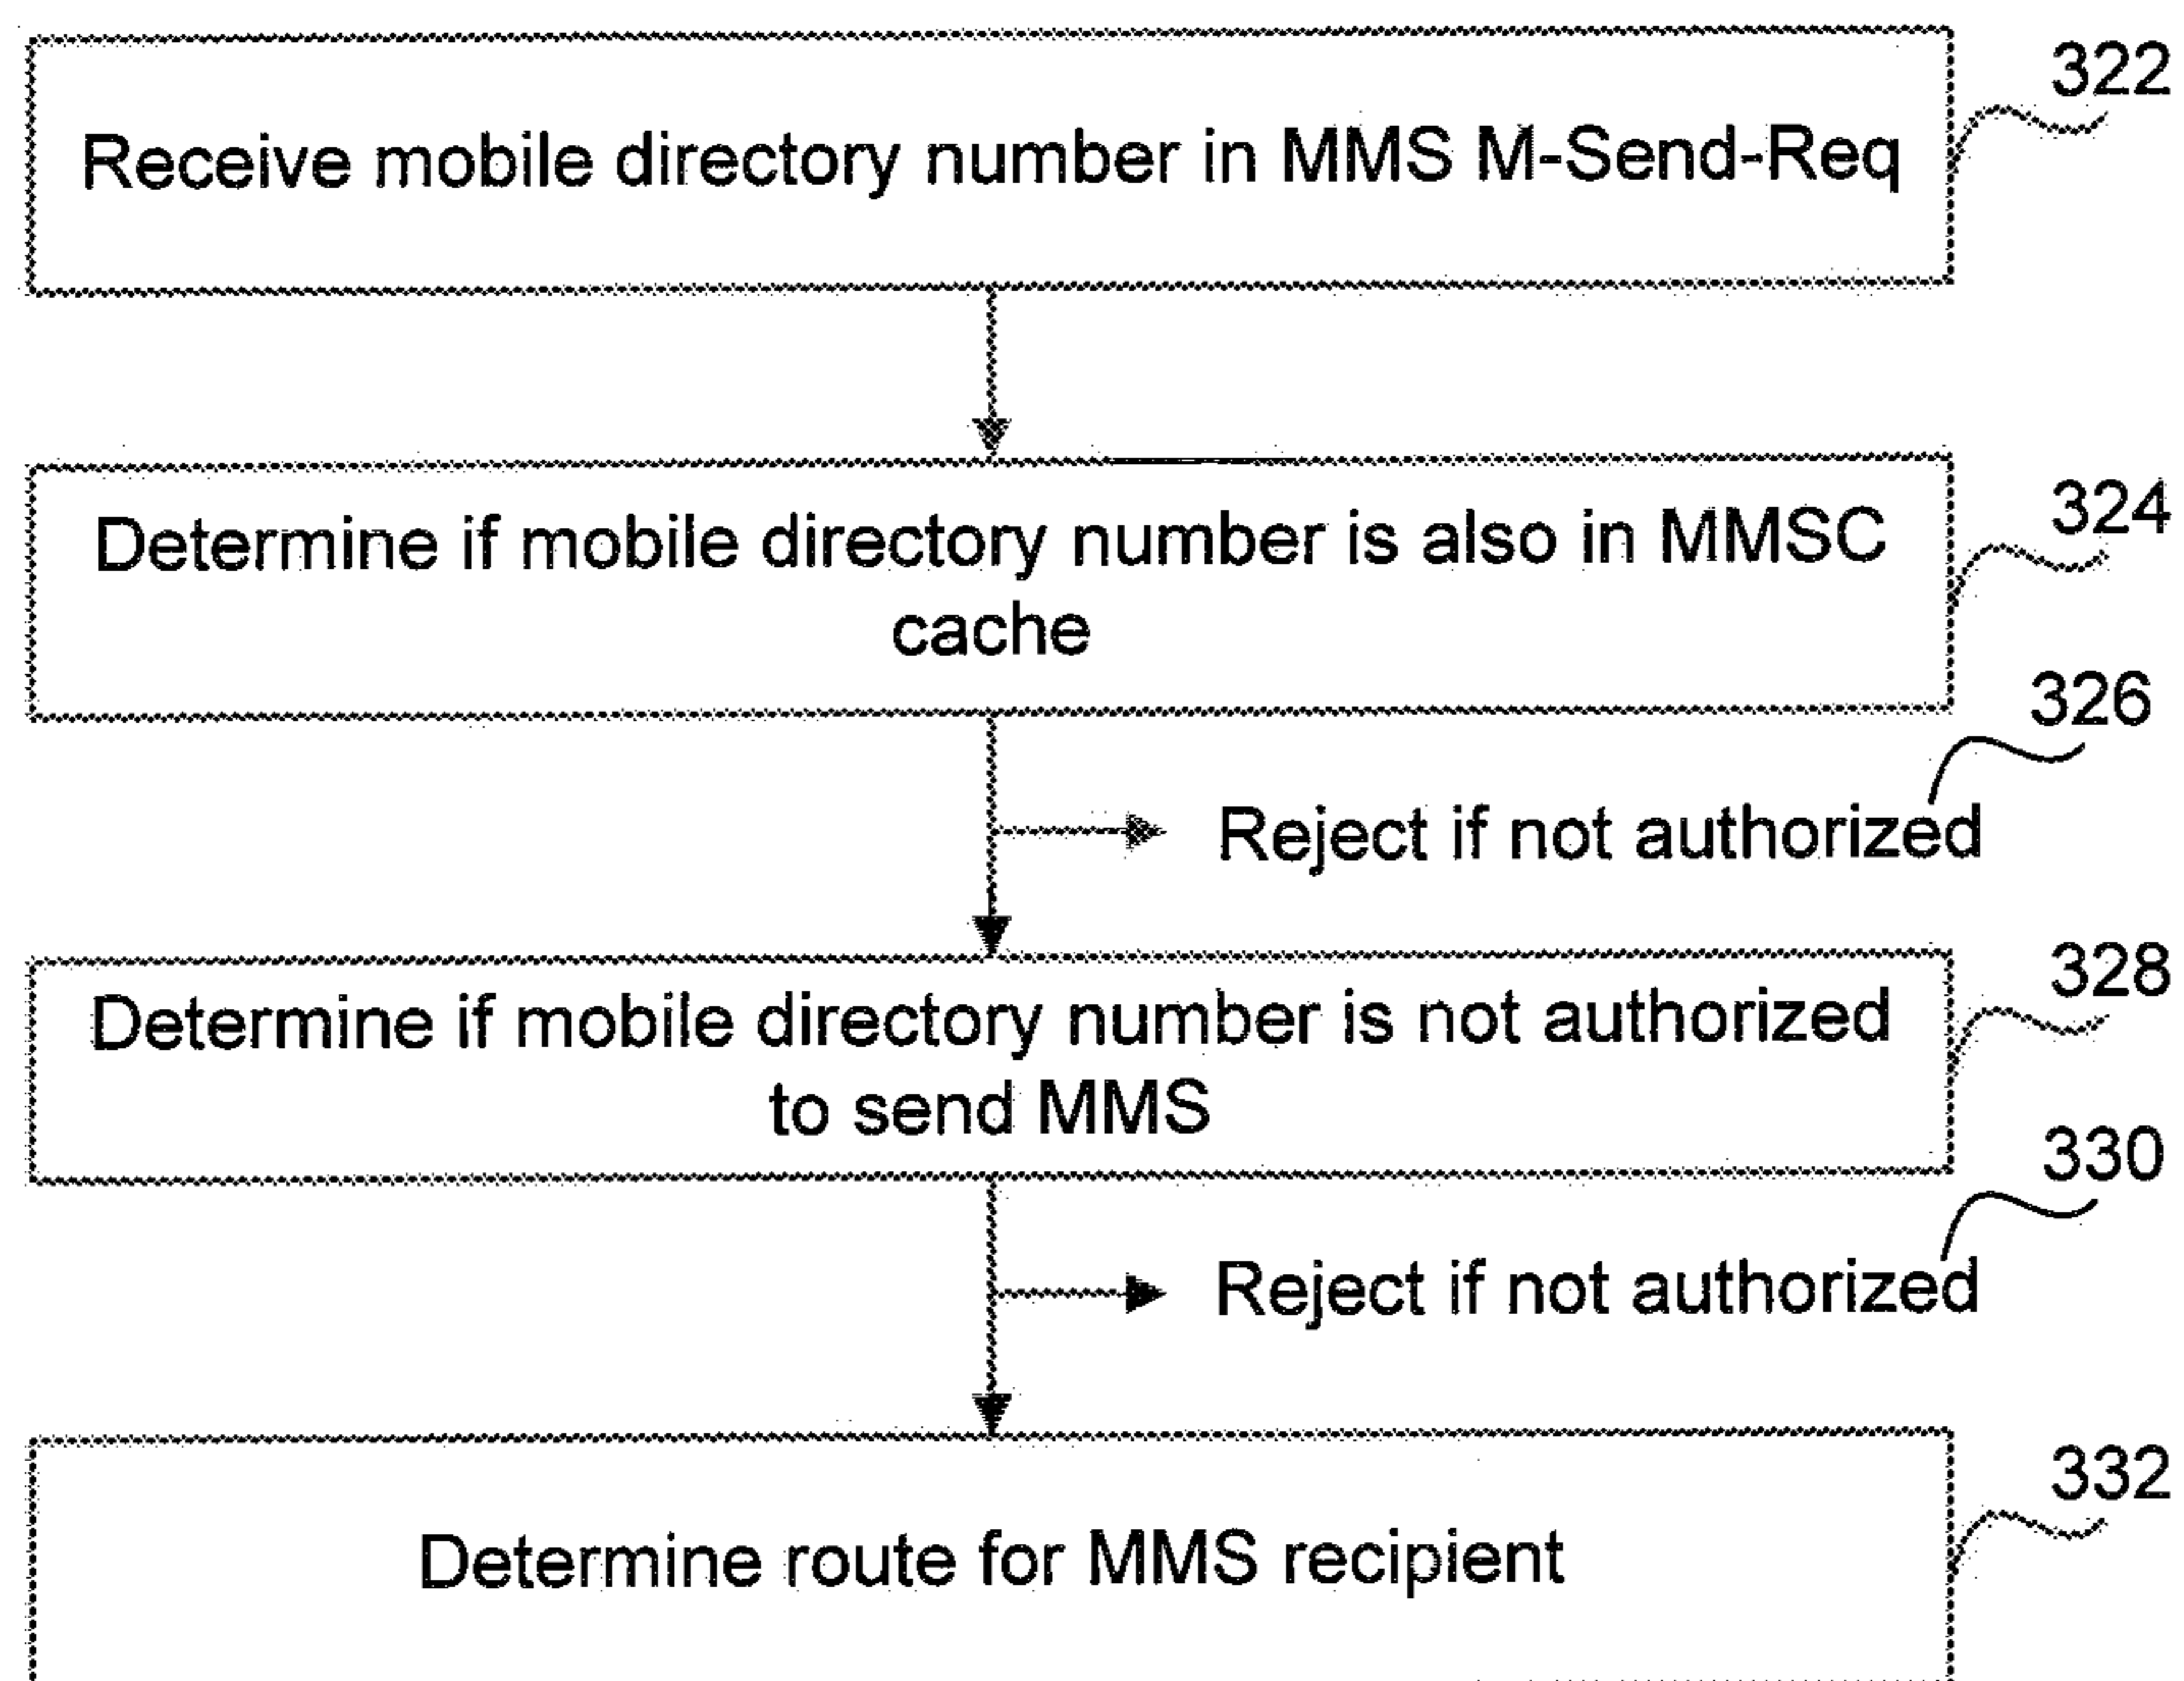 322
Receive mobile directory number in MMS M-Send-Req
324
Determine if mobile directory number is also in MMSC
cache
326
Reject if not authorized
328
Determine if mobile directory number is not authorized
to send MMS
330
Reject if not authorized
332
Determine route for MMS recipient